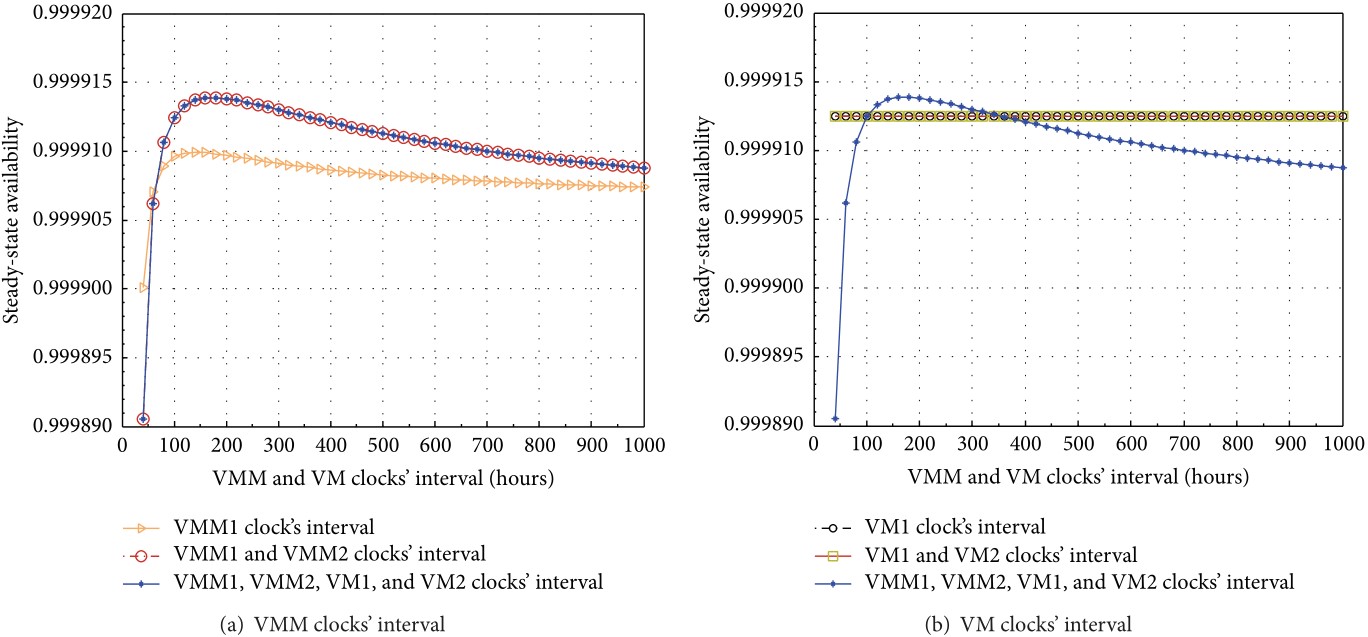 0.999920
0.999915
0.999910
0.999905
0.999900
0.999895
0.999890
Steady-state availability
0 100 200 300 400 500 600 700 800 900 1000
VMM and VM clocks’ interval (hours)
VMM1 clock’s interval
VMM1 and VMM2 clocks’ interval
VMM1, VMM2, VM1, and VM2 clocks’ interval
(a) VMM clocks’ interval
0.999920
0.999915
0.999910
0.999905
0.999900
0.999895
0.999890
Steady-state availability
0 100 200 300 400 500 600 700 800 900 1000
VMM and VM clocks’ interval (hours)
VM1 clock’s interval
VM1 and VM2 clocks’ interval
VMM1, VMM2, VM1, and VM2 clocks’ interval
(b) VM clocks’ interval